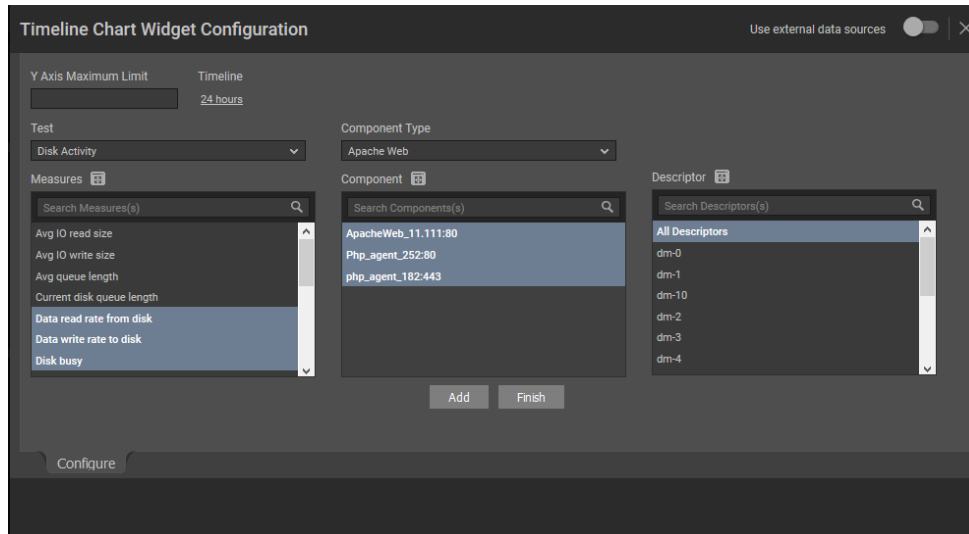 Timeline Chart Widget Configuration
Use external data sources
Y Axis Maximum Limit
Timeline
24 hours
Test
Component Type
Disk Activity
Apache Web
Measures
Component
Descriptor
Search Measures(s)
Search Components(s)
Search Descriptors(s)
Avg IO read size
Avg IO write size
Avg queue length
Current disk queue length
Data read rate from disk
Data write rate to disk
Disk busy
ApacheWeb_11.111:80
Php_agent_252:80
php_agent_182:443
All Descriptors
dm-0
dm-1
dm-10
dm-2
dm-3
dm-4
Add
Finish
Configure